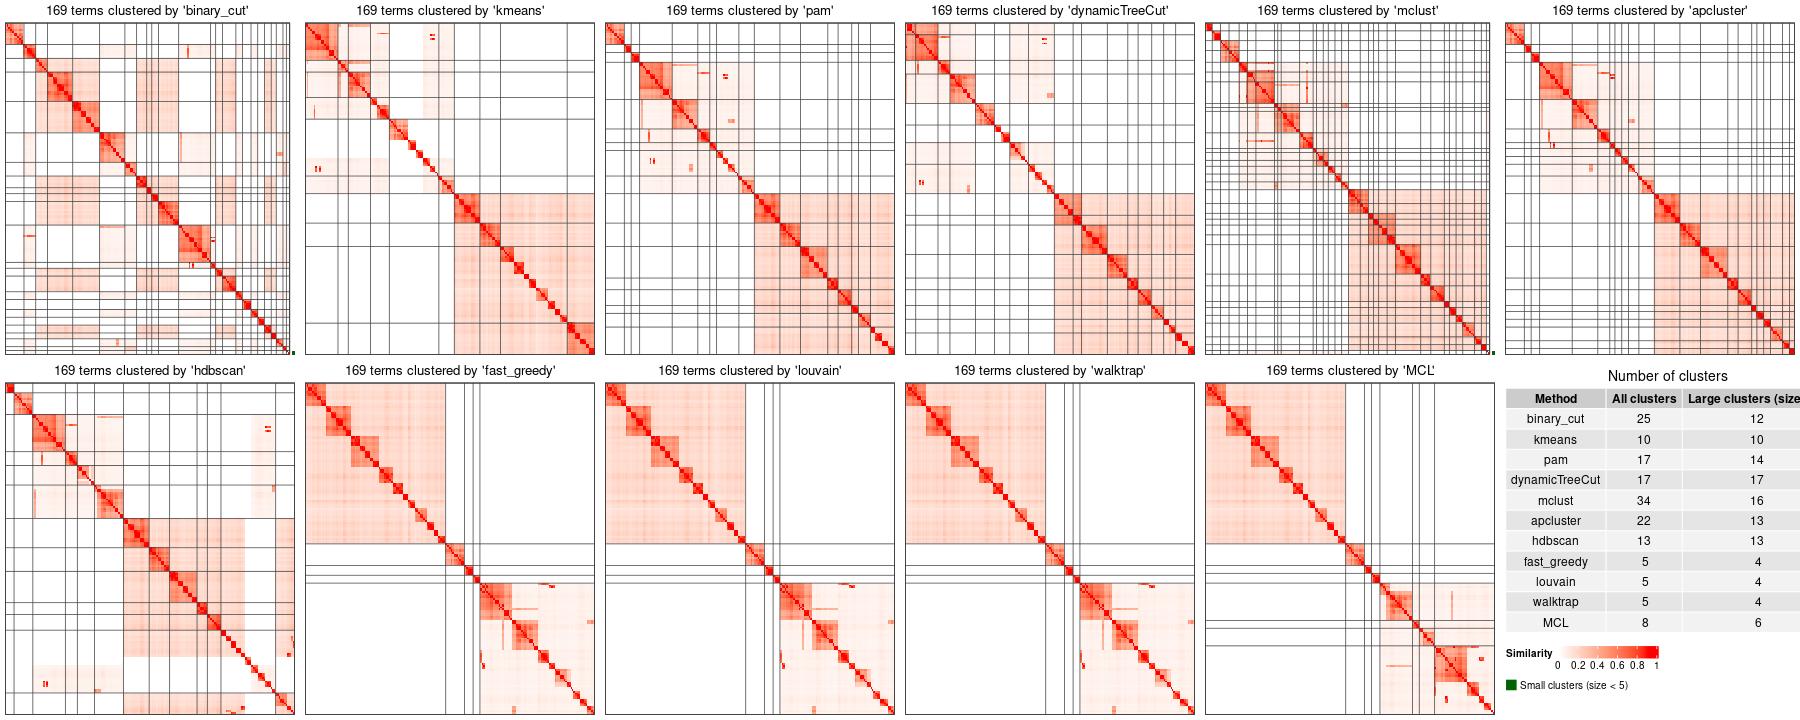 169 terms clustered by 'binary_cut'
169 terms clustered by 'kmeans'
169 terms clustered by 'pam'
169 terms clustered by 'dynamicTreeCut'
169 terms clustered by 'mclust'
169 terms clustered by 'apcluster'
169 terms clustered by 'hdbscan'
169 terms clustered by 'fast_greedy'
169 terms clustered by 'louvain'
169 terms clustered by 'walktrap'
169 terms clustered by 'MCL'
Number of clusters
Method All clusters Large clusters (size
binary_cut 25 12
kmeans 10 10
pam 17 14
dynamicTreeCut 17 17
mclust 34 16
apcluster 22 13
hdbscan 13 13
fast_greedy 5 4
louvain 5 4
walktrap 5 4
MCL 8 6
Similarity
0 0.2 0.4 0.6 0.8 1
Small clusters (size < 5)